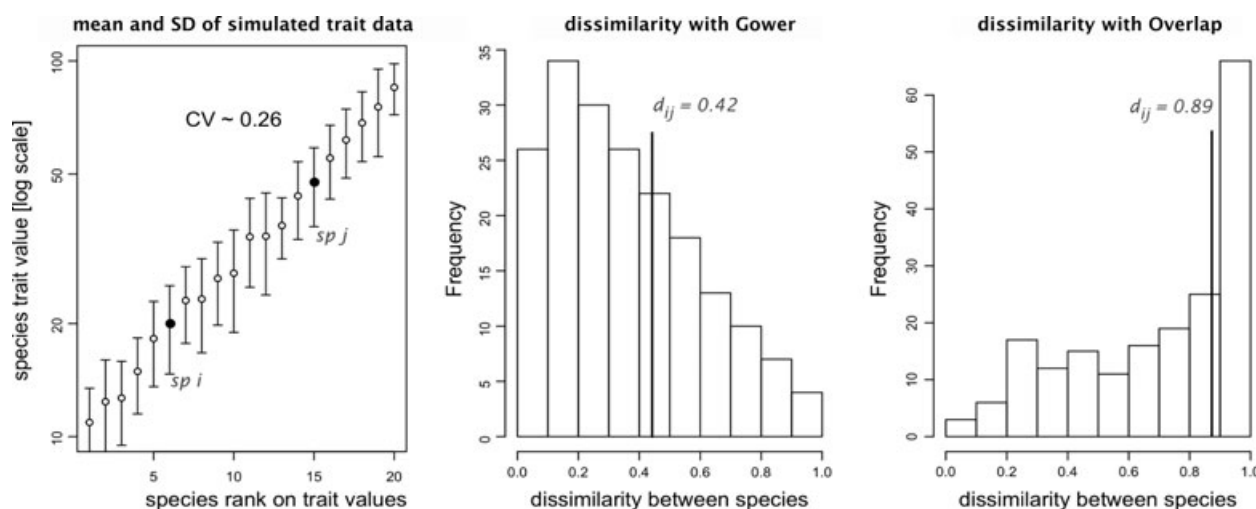 mean and SD of simulated trait data
species trait value [log scale]
100
50
20
10
CV ~ 0.26
sp i
sp j
5
10
15
20
species rank on trait values
dissimilarity with Gower
Frequency
35
30
25
20
15
10
5
0
d_ij = 0.42
0.0
0.2
0.4
0.6
0.8
1.0
dissimilarity between species
dissimilarity with Overlap
Frequency
60
50
40
30
20
10
0
d_ij = 0.89
0.0
0.2
0.4
0.6
0.8
1.0
dissimilarity between species